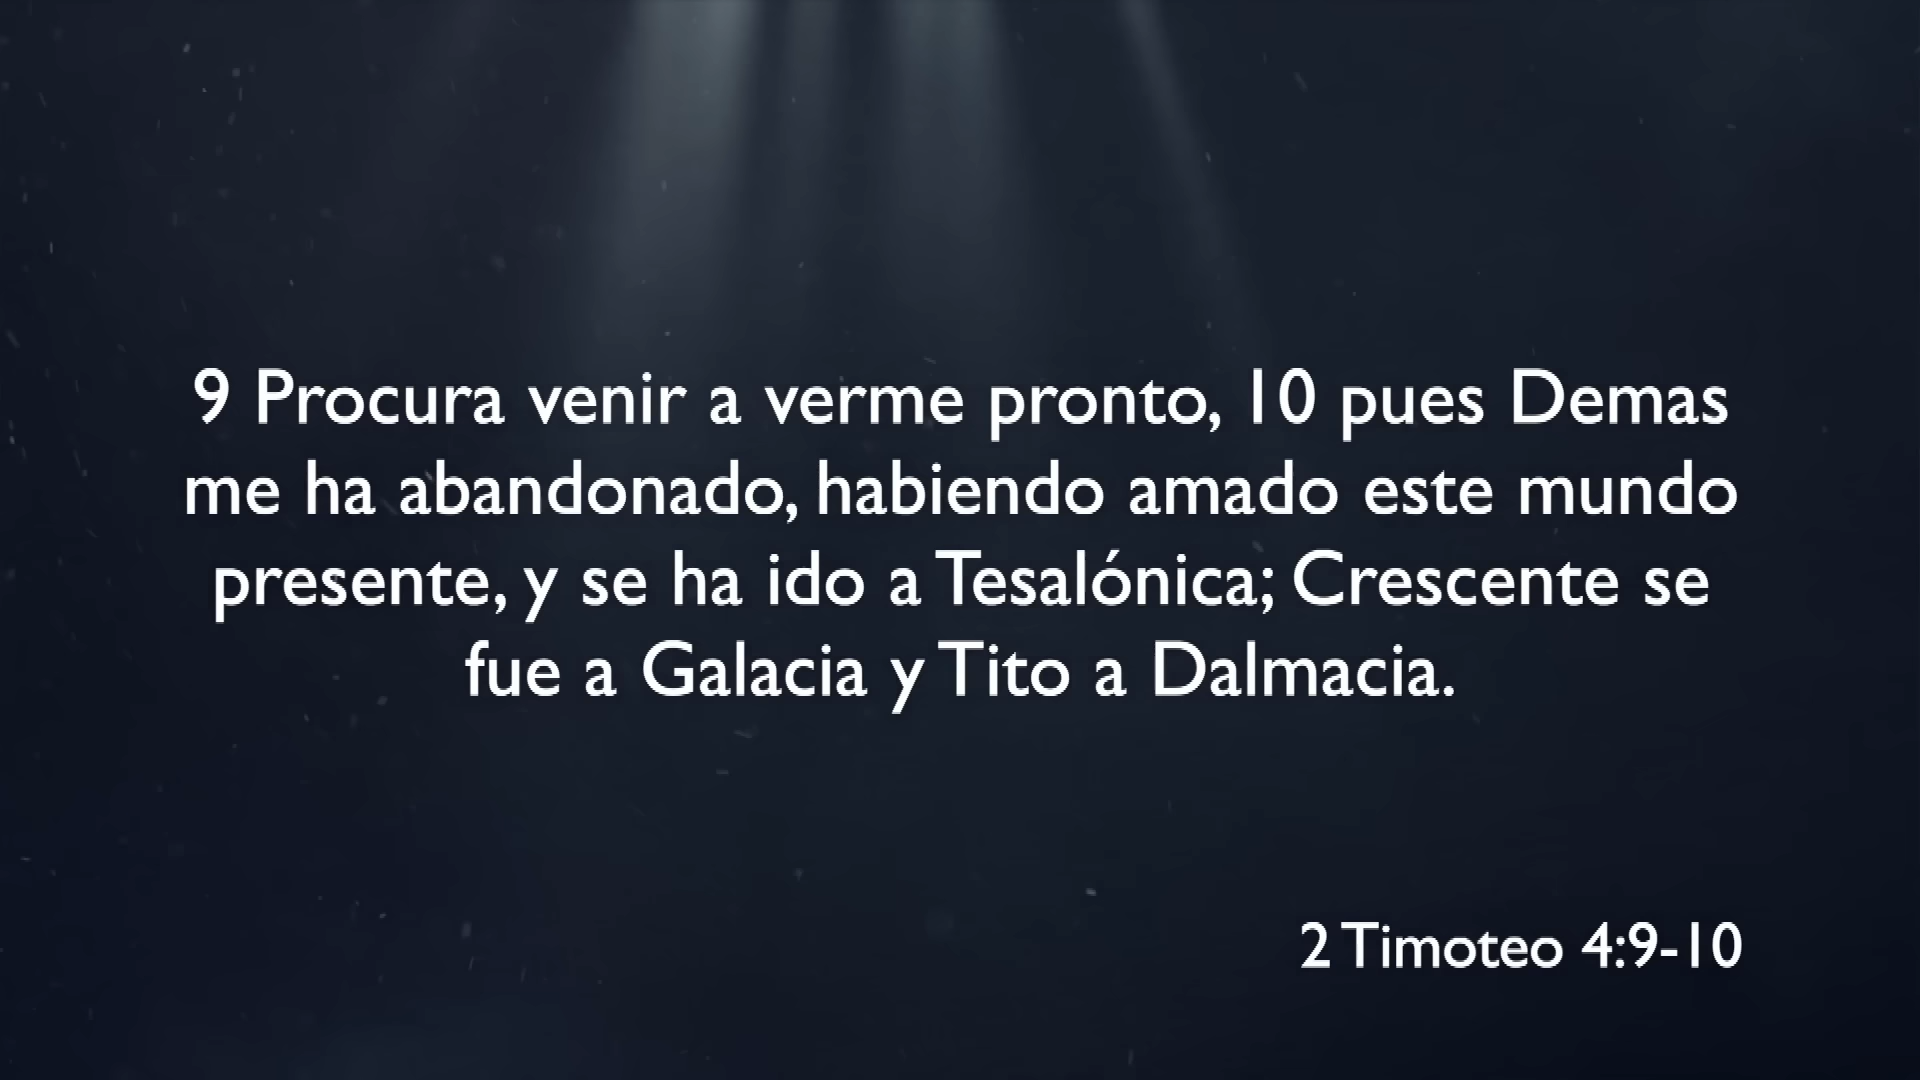 9 Procura venir a verme pronto, 10 pues Demas
me ha abandonado, habiendo amado este mundo
presente, y se ha ido a Tesalónica; Crescente se
fue a Galacia y Tito a Dalmacia.
2 Timoteo 4:9-10